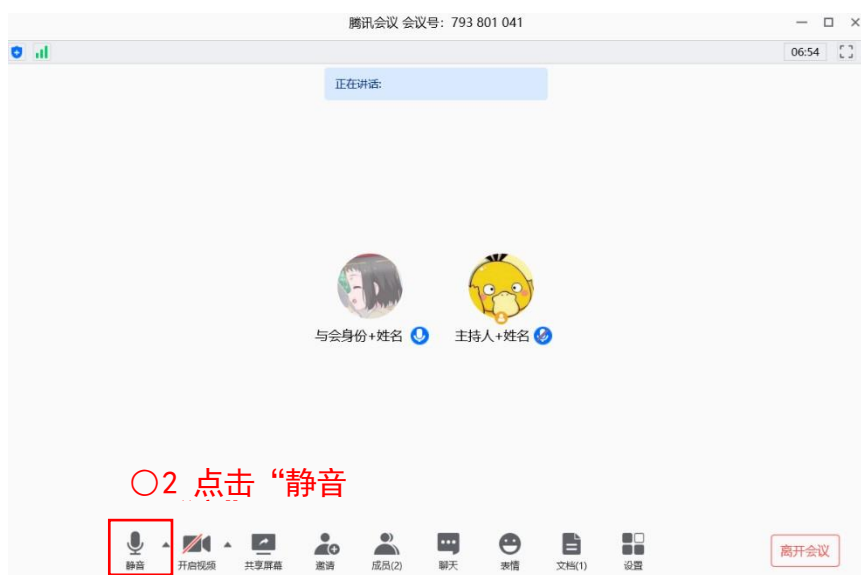 腾讯会议 会议号：793 801 041
06:54
正在讲话:
与会身份+姓名 主持人+姓名
〇2 点击“静音
静音 开启视频 共享屏幕 邀请 成员(2) 聊天 表情 文档(1) 设置 离开会议